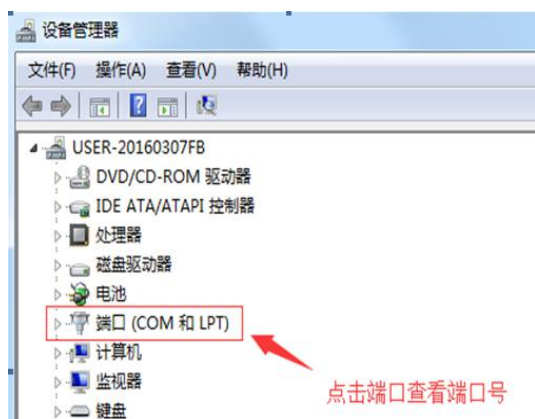 设备管理器
文件(F) 操作(A) 查看(V) 帮助(H)
USER-20160307FB
DVD/CD-ROM 驱动器
IDE ATA/ATAPI 控制器
处理器
磁盘驱动器
电池
端口 (COM 和 LPT)
计算机
监视器
点击端口查看端口号
键盘